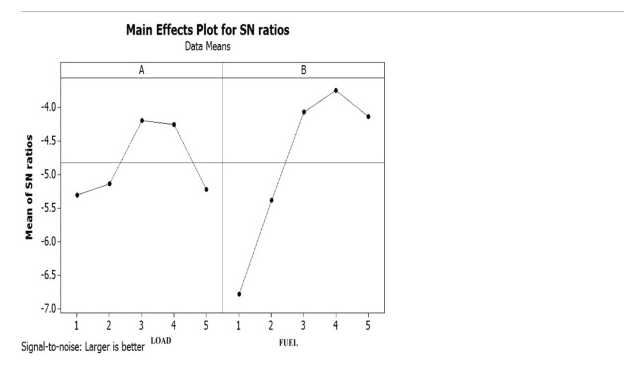 Main Effects Plot for SN ratios
Data Means
A B
Mean of SN ratios
-4.0
-4.5
-5.0
-5.5
-6.0
-6.5
-7.0
1 2 3 4 5 1 2 3 4 5
LOAD FUEL
Signal-to-noise: Larger is better